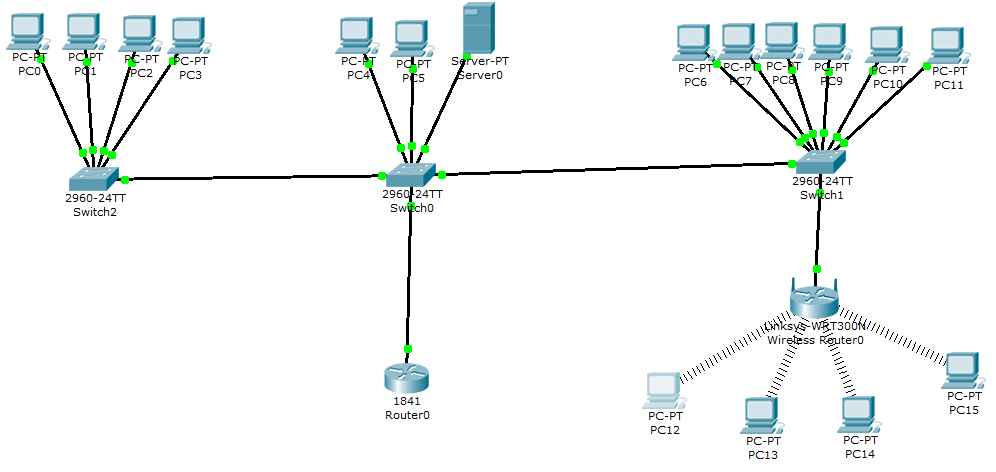 PC-PT
PC0
PC-PT
PC1
PC-PT
PC2
PC-PT
PC3
PC-PT
PC4
PC-PT
PC5
Server-PT
Server0
PC-PT
PC6
PC-PT
PC7
PC-PT
PC8
PC-PT
PC9
PC-PT
PC10
PC-PT
PC11
2960-24TT
Switch2
2960-24TT
Switch0
2960-24TT
Switch1
Linksys-WRT300N
Wireless Router0
1841
Router0
PC-PT
PC12
PC-PT
PC13
PC-PT
PC14
PC-PT
PC15